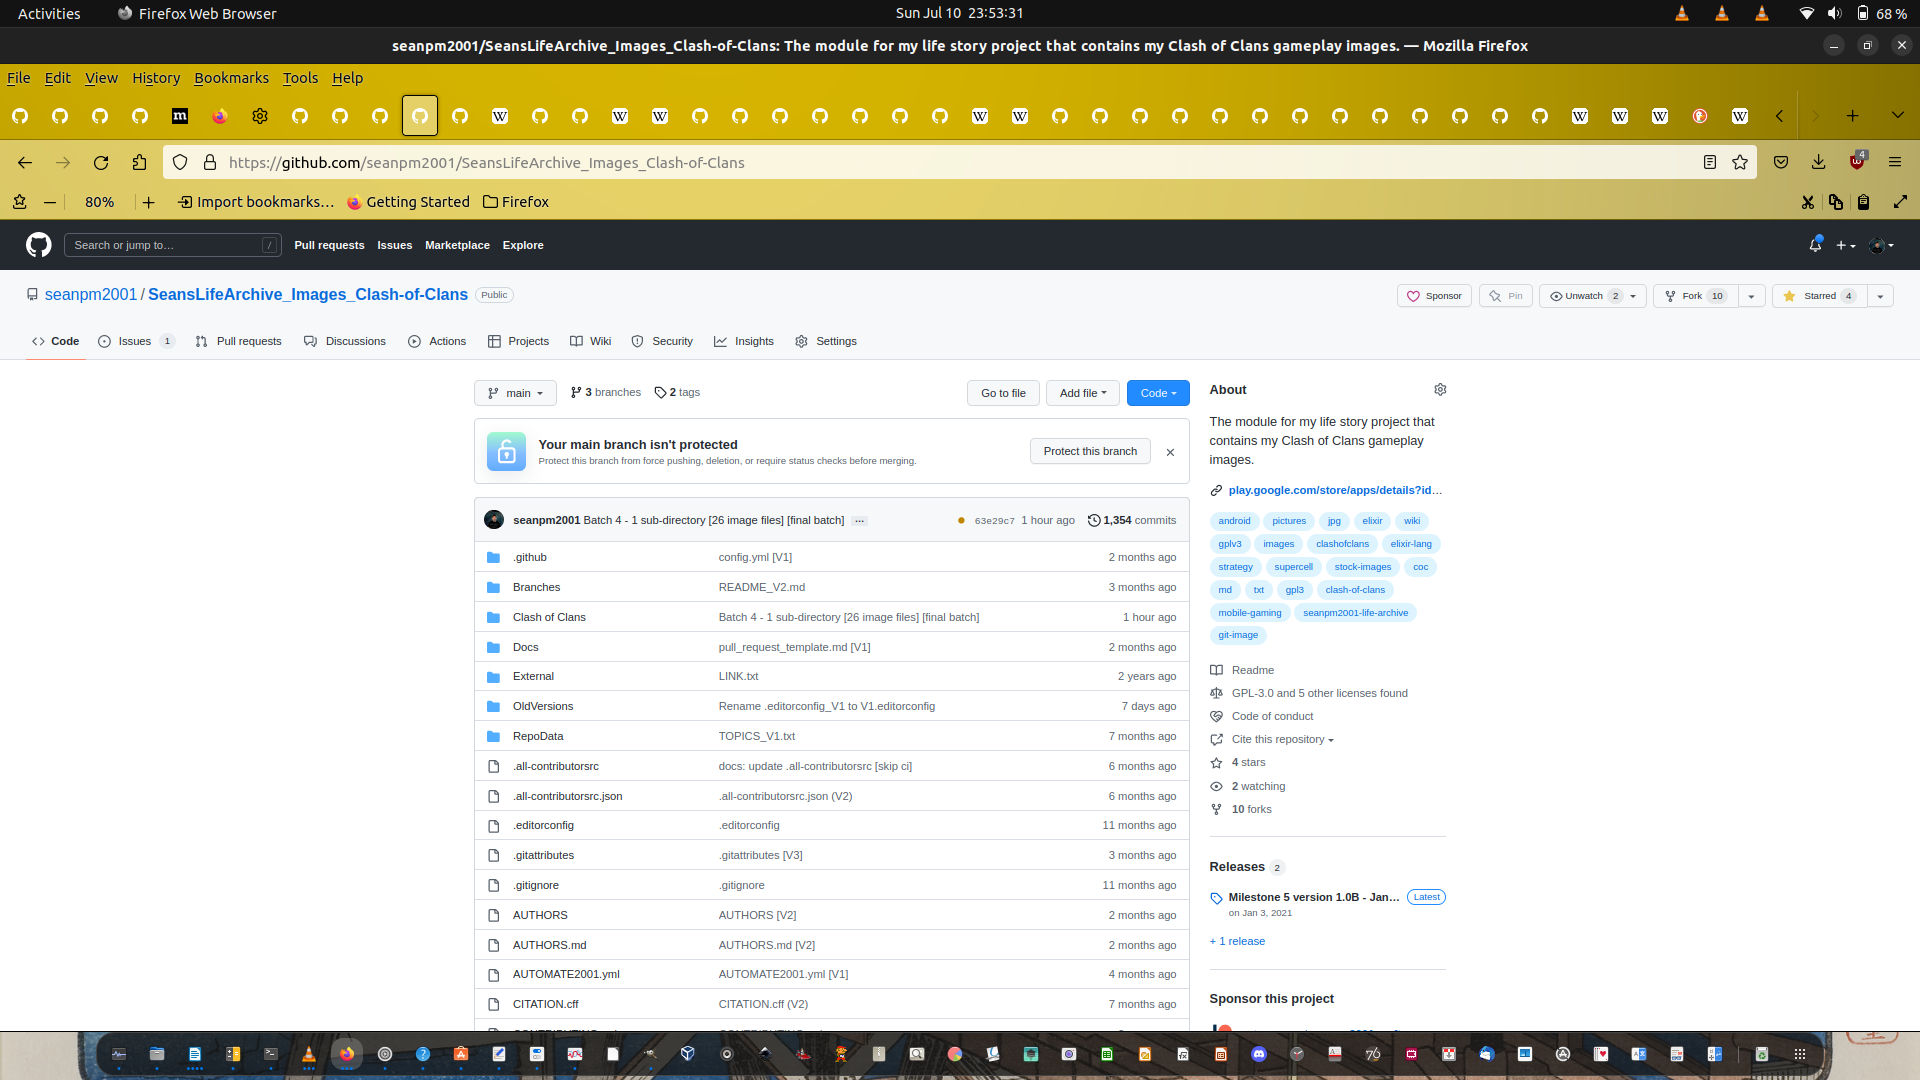 Activities Firefox Web Browser Sun Jul 10 23:53:31 68 %
seanpm2001/SeansLifeArchive_Images_Clash-of-Clans: The module for my life story project that contains my Clash of Clans gameplay images. — Mozilla Firefox
File Edit View History Bookmarks Tools Help
https://github.com/seanpm2001/SeansLifeArchive_Images_Clash-of-Clans 4
80% Import bookmarks… Getting Started Firefox
Search or jump to… / Pull requests Issues Marketplace Explore
seanpm2001 / SeansLifeArchive_Images_Clash-of-Clans Public Sponsor Pin Unwatch 2 Fork 10 Starred 4
Code Issues 1 Pull requests Discussions Actions Projects Wiki Security Insights Settings
main 3 branches 2 tags Go to file Add file Code
Your main branch isn't protected
Protect this branch from force pushing, deletion, or require status checks before merging.
Protect this branch
seanpm2001 Batch 4 - 1 sub-directory [26 image files] [final batch] ... 63e29c7 1 hour ago 1,354 commits
.github config.yml [V1] 2 months ago
Branches README_V2.md 3 months ago
Clash of Clans Batch 4 - 1 sub-directory [26 image files] [final batch] 1 hour ago
Docs pull_request_template.md [V1] 2 months ago
External LINK.txt 2 years ago
OldVersions Rename .editorconfig_V1 to V1.editorconfig 7 days ago
RepoData TOPICS_V1.txt 7 months ago
.all-contributorsrc docs: update .all-contributorsrc [skip ci] 6 months ago
.all-contributorsrc.json .all-contributorsrc.json (V2) 6 months ago
.editorconfig .editorconfig 11 months ago
.gitattributes .gitattributes [V3] 3 months ago
.gitignore .gitignore 11 months ago
AUTHORS AUTHORS [V2] 2 months ago
AUTHORS.md AUTHORS.md [V2] 2 months ago
AUTOMATE2001.yml AUTOMATE2001.yml [V1] 4 months ago
CITATION.cff CITATION.cff (V2) 7 months ago
About
The module for my life story project that
contains my Clash of Clans gameplay
images.
play.google.com/store/apps/details?id...
android pictures jpg elixir wiki
gplv3 images clashofclans elixir-lang
strategy supercell stock-images coc
md txt gpl3 clash-of-clans
mobile-gaming seanpm2001-life-archive
git-image
Readme
GPL-3.0 and 5 other licenses found
Code of conduct
Cite this repository
4 stars
2 watching
10 forks
Releases 2
Milestone 5 version 1.0B - Jan... Latest
on Jan 3, 2021
+ 1 release
Sponsor this project